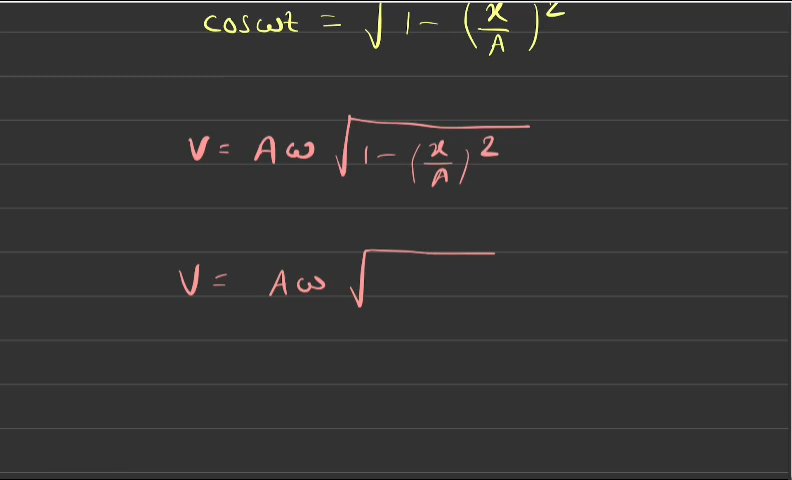 cosωt = √1-(x/A)²
V = Aω √1-(x/A)²
V = Aω √